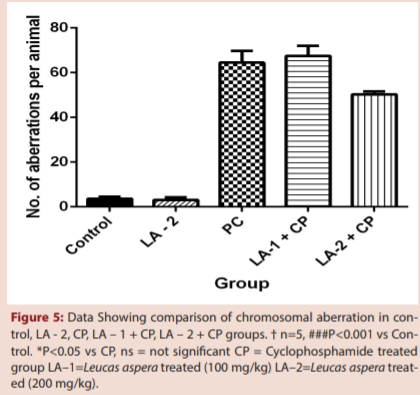 No. of aberrations per animal
80
60
40
20
0
Control
LA - 2
PC
LA-1 + CP
LA-2 + CP
Group
Figure 5: Data Showing comparison of chromosomal aberration in con-
trol, LA - 2, CP, LA – 1 + CP, LA – 2 + CP groups. † n=5, ###P<0.001 vs Con-
trol. *P<0.05 vs CP, ns = not significant CP = Cyclophosphamide treated
group LA–1=Leucas aspera treated (100 mg/kg) LA–2=Leucas aspera treat-
ed (200 mg/kg).